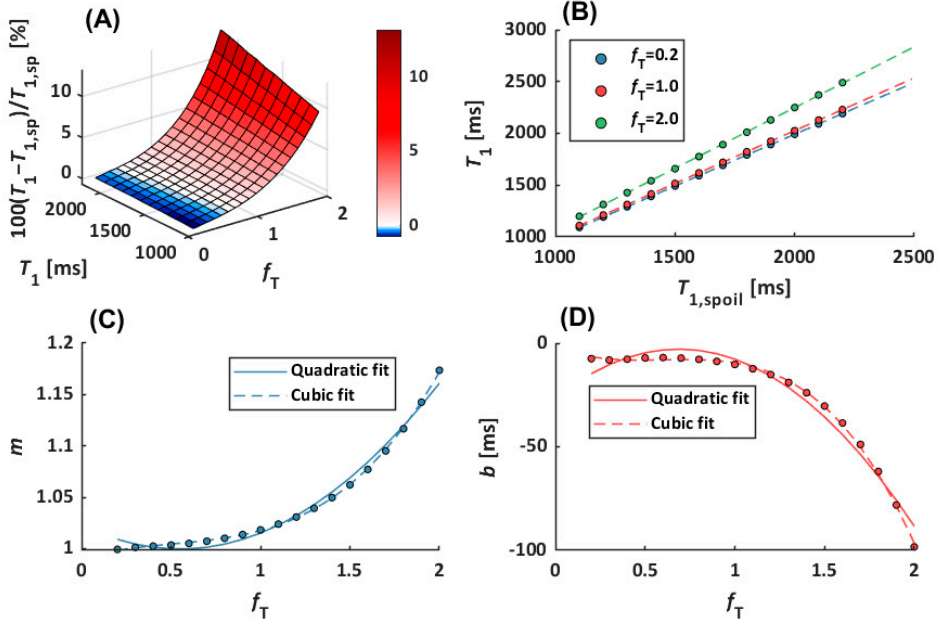 (A)
100(T1−T1,sp)/T1,sp [%]
10
5
0
2000
1500
1000
T1 [ms]
0
1
2
fT
10
5
0
(B)
3000
2500
2000
1500
1000
T1 [ms]
fT=0.2
fT=1.0
fT=2.0
1000 1500 2000 2500
T1,spoil [ms]
(C)
1.2
1.15
1.1
1.05
1
m
Quadratic fit
Cubic fit
0 0.5 1 1.5 2
fT
(D)
0
-50
-100
b [ms]
Quadratic fit
Cubic fit
0 0.5 1 1.5 2
fT